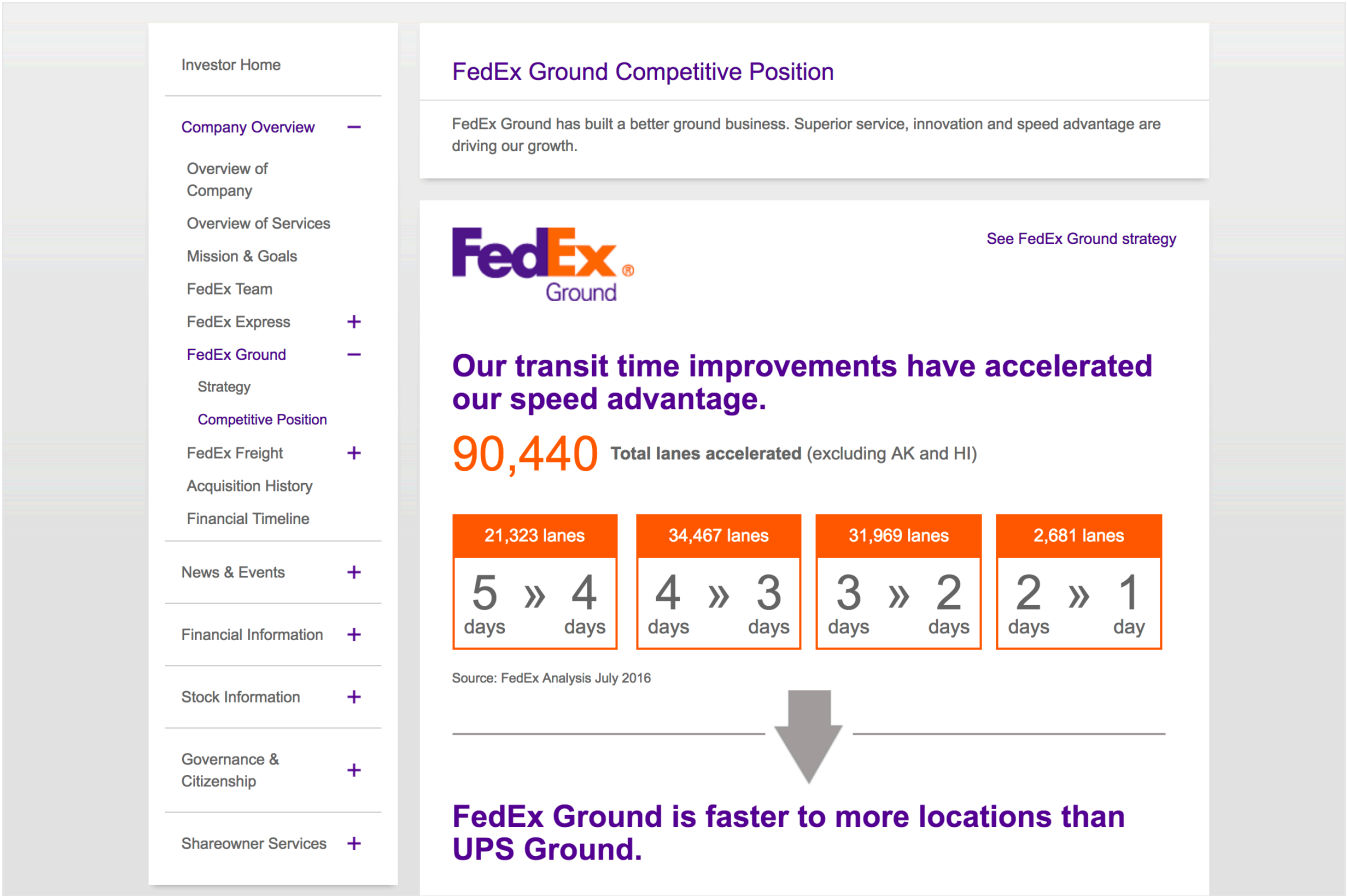 Investor Home
Company Overview −
Overview of
Company
Overview of Services
Mission & Goals
FedEx Team
FedEx Express +
FedEx Ground −
Strategy
Competitive Position
FedEx Freight +
Acquisition History
Financial Timeline
News & Events +
Financial Information +
Stock Information +
Governance &
Citizenship +
Shareowner Services +
FedEx Ground Competitive Position
FedEx Ground has built a better ground business. Superior service, innovation and speed advantage are
driving our growth.
FedEx®
Ground
See FedEx Ground strategy
Our transit time improvements have accelerated
our speed advantage.
90,440 Total lanes accelerated (excluding AK and HI)
21,323 lanes
5 » 4
days days
34,467 lanes
4 » 3
days days
31,969 lanes
3 » 2
days days
2,681 lanes
2 » 1
days day
Source: FedEx Analysis July 2016
FedEx Ground is faster to more locations than
UPS Ground.